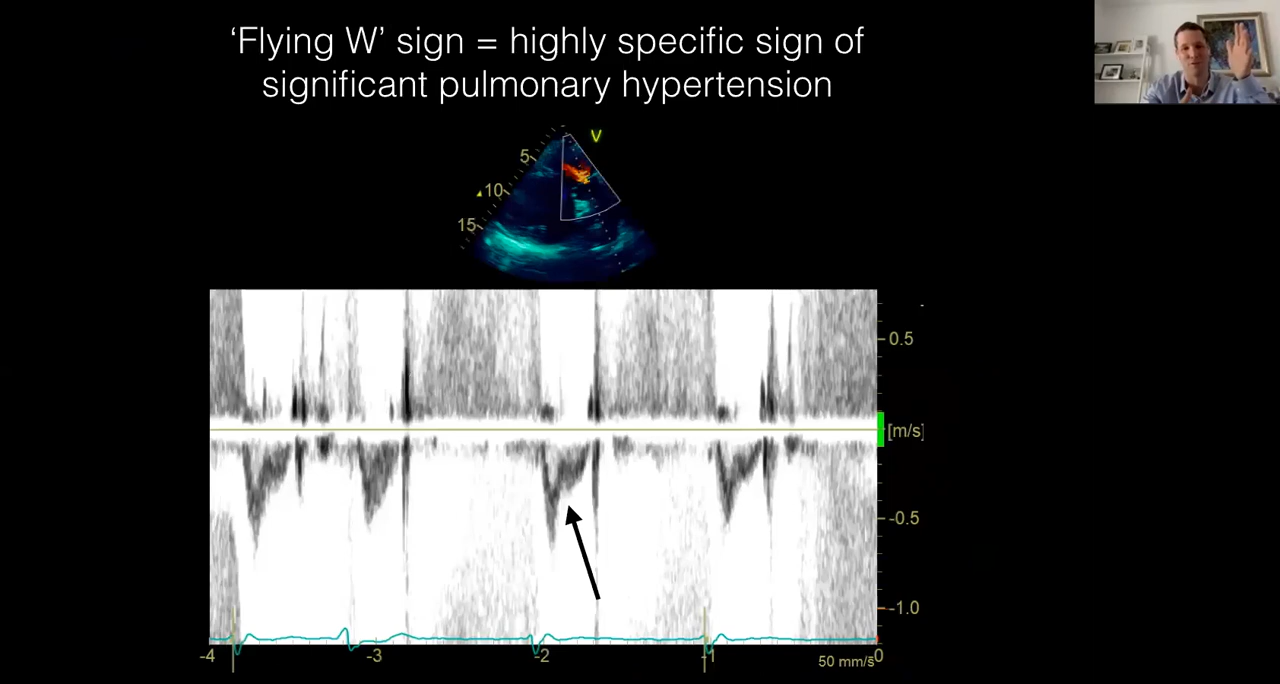 ‘Flying W’ sign = highly specific sign of
significant pulmonary hypertension
V
5
10
15
0.5
[m/s]
-0.5
-1.0
-4 -3 -2 -1 0
50 mm/s